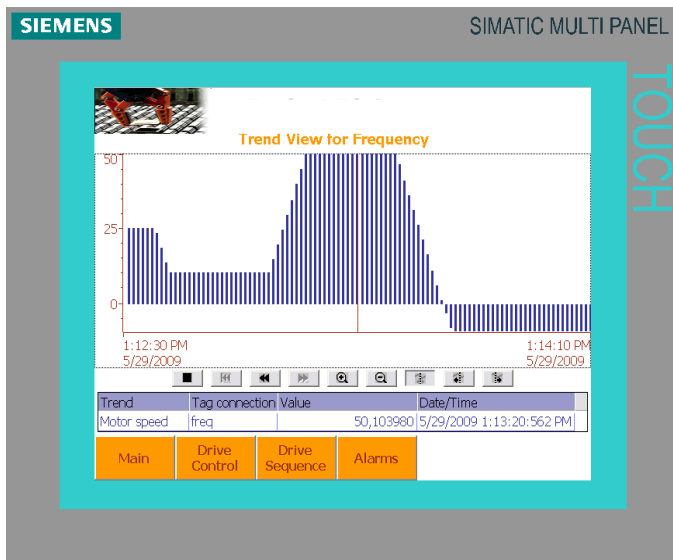 SIEMENS
SIMATIC MULTI PANEL
TOUCH
Trend View for Frequency
50
25
0
1:12:30 PM 1:14:10 PM
5/29/2009 5/29/2009
Trend Tag connection Value Date/Time
Motor speed freq 50,103980 5/29/2009 1:13:20:562 PM
Main Drive Control Drive Sequence Alarms